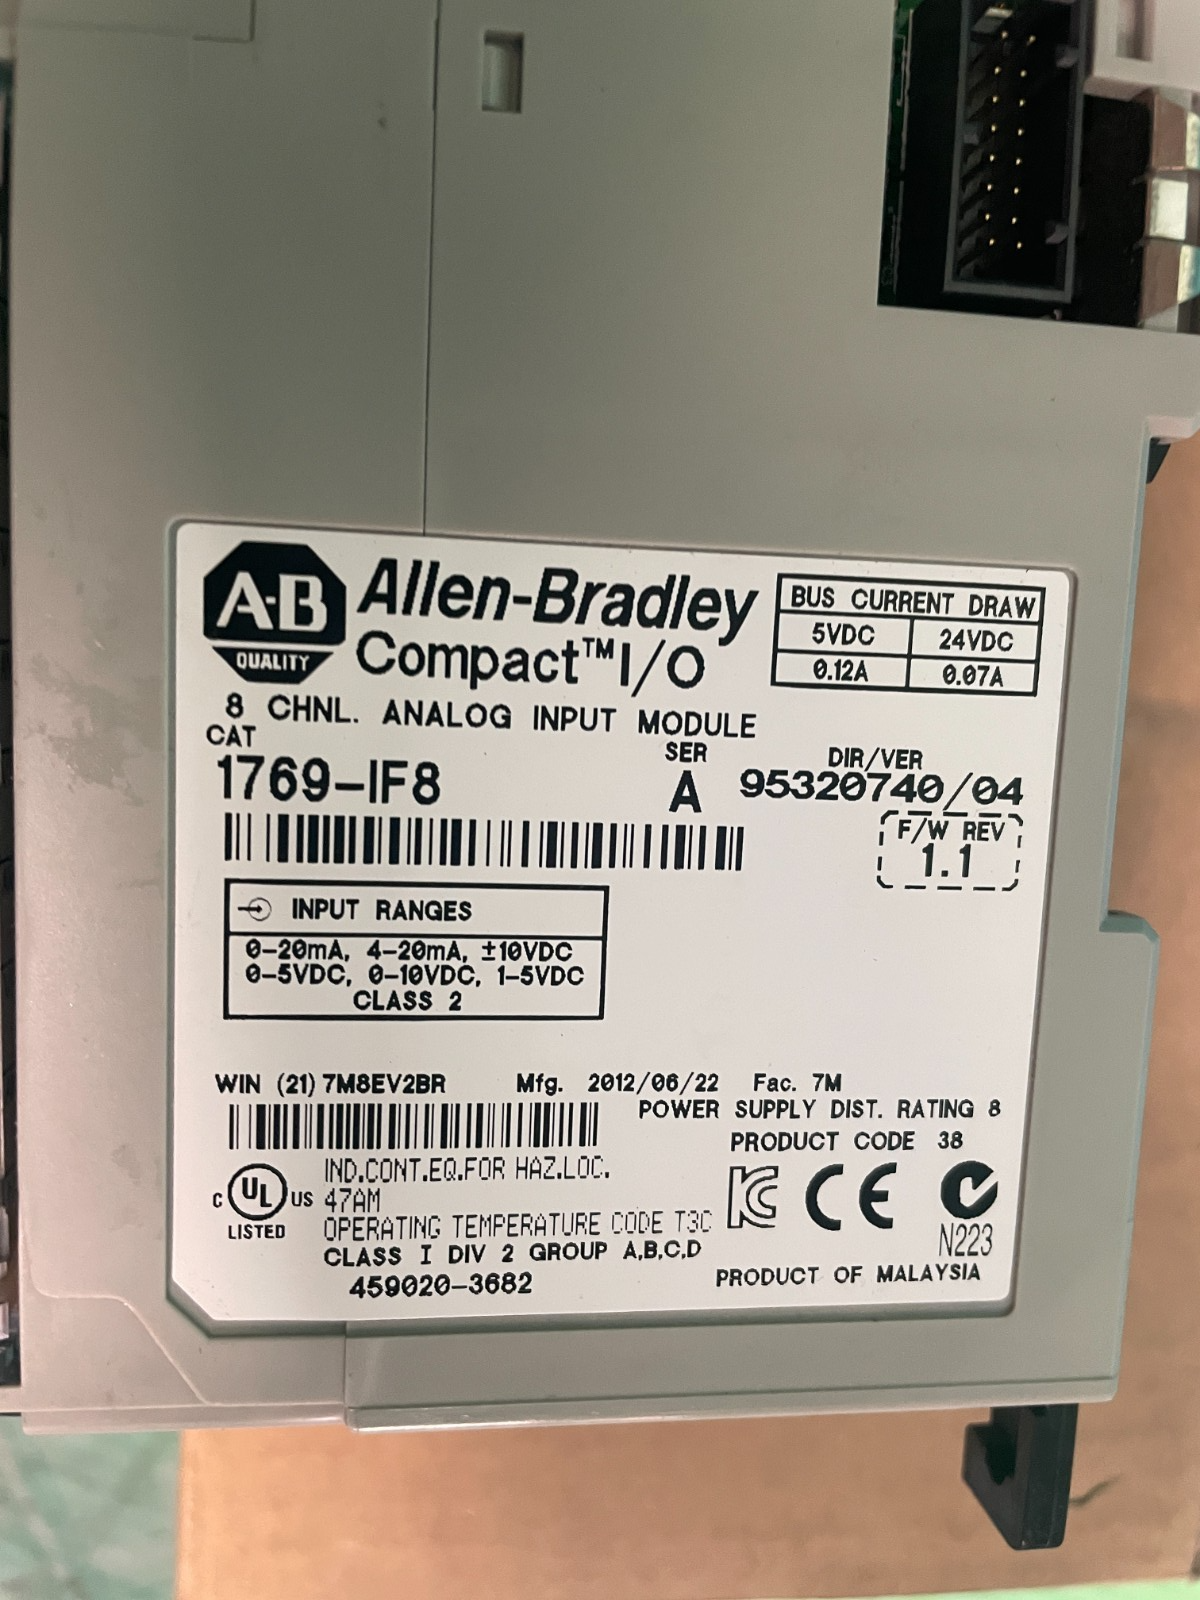 A-B
QUALITY
Allen-Bradley
Compact™ I/O
BUS CURRENT DRAW
5VDC 24VDC
0.12A 0.07A
8 CHNL. ANALOG INPUT MODULE
CAT
1769-IF8
SER
A
DIR/VER
95320740/04
F/W REV
1.1
INPUT RANGES
0-20mA, 4-20mA, ±10VDC
0-5VDC, 0-10VDC, 1-5VDC
CLASS 2
WIN (21) 7M8EV2BR Mfg. 2012/06/22 Fac. 7M
POWER SUPPLY DIST. RATING 8
PRODUCT CODE 38
C UL US
LISTED
IND.CONT.EQ.FOR HAZ.LOC.
47AM
OPERATING TEMPERATURE CODE T3C
CLASS I DIV 2 GROUP A,B,C,D
459020-3682
KC CE
N223
PRODUCT OF MALAYSIA